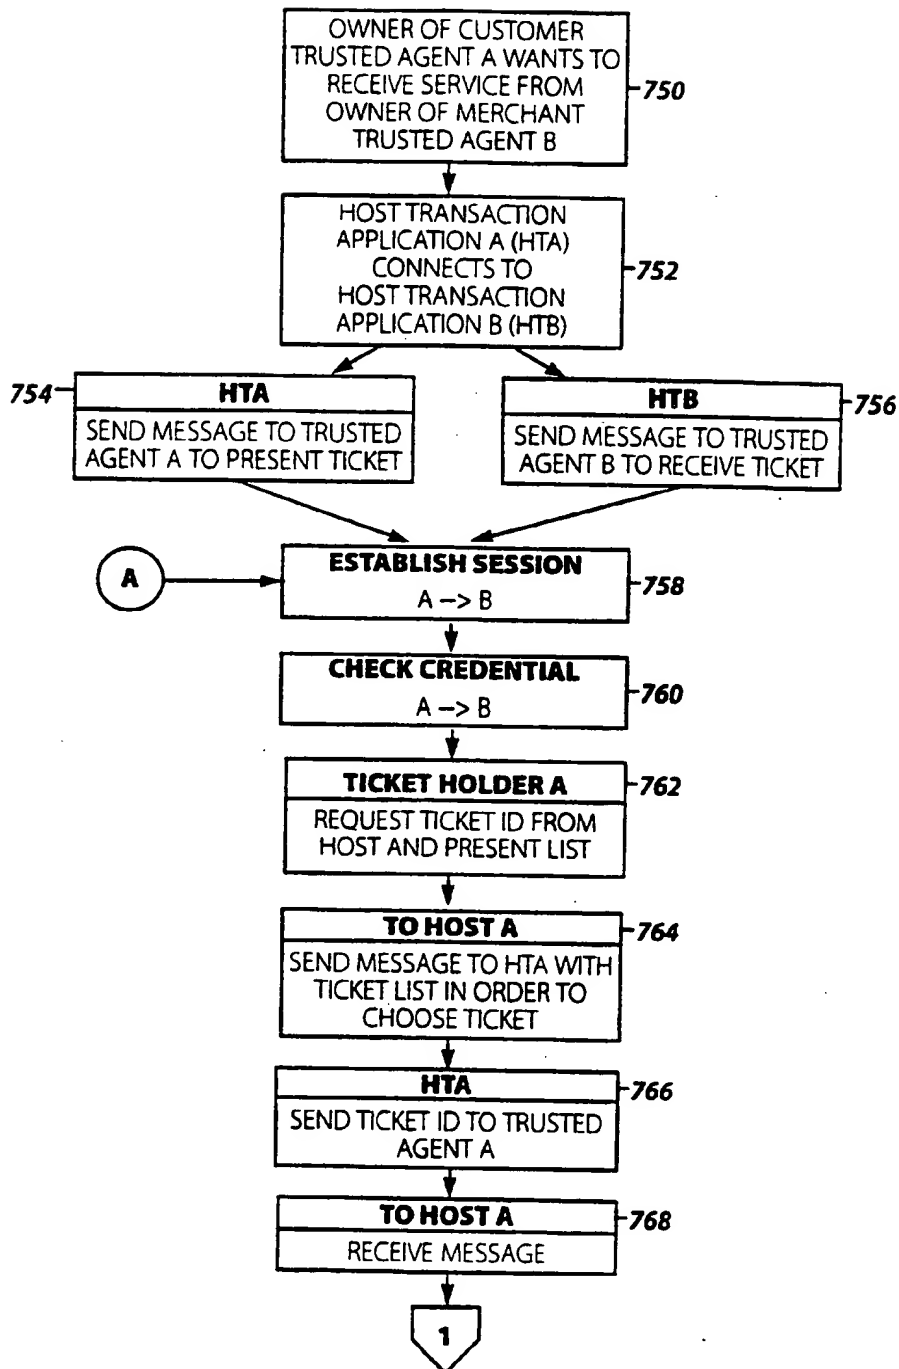 OWNER OF CUSTOMER
TRUSTED AGENT A WANTS TO
RECEIVE SERVICE FROM
OWNER OF MERCHANT
TRUSTED AGENT B
750
HOST TRANSACTION
APPLICATION A (HTA)
CONNECTS TO
HOST TRANSACTION
APPLICATION B (HTB)
752
754
HTA
SEND MESSAGE TO TRUSTED
AGENT A TO PRESENT TICKET
HTB
756
SEND MESSAGE TO TRUSTED
AGENT B TO RECEIVE TICKET
A
ESTABLISH SESSION
A -> B
758
CHECK CREDENTIAL
A -> B
760
TICKET HOLDER A
762
REQUEST TICKET ID FROM
HOST AND PRESENT LIST
TO HOST A
764
SEND MESSAGE TO HTA WITH
TICKET LIST IN ORDER TO
CHOOSE TICKET
HTA
766
SEND TICKET ID TO TRUSTED
AGENT A
TO HOST A
768
RECEIVE MESSAGE
1